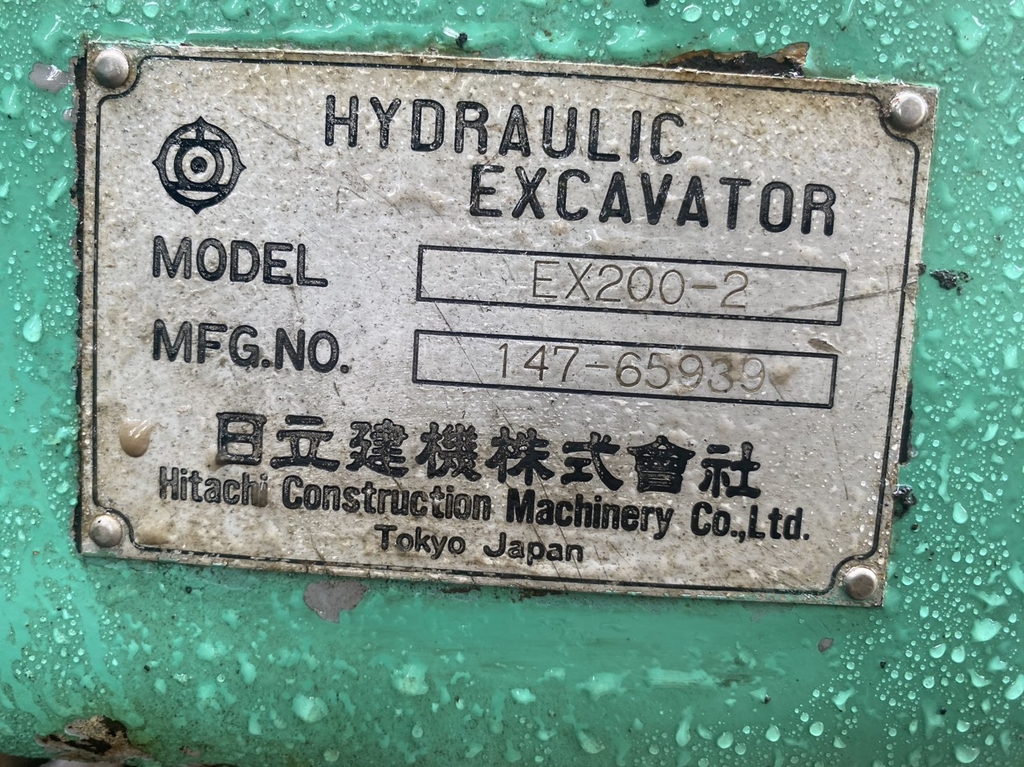 HYDRAULIC
EXCAVATOR
MODEL EX200-2
MFG.NO. 147-65939
日立建機株式會社
Hitachi Construction Machinery Co.,Ltd.
Tokyo Japan